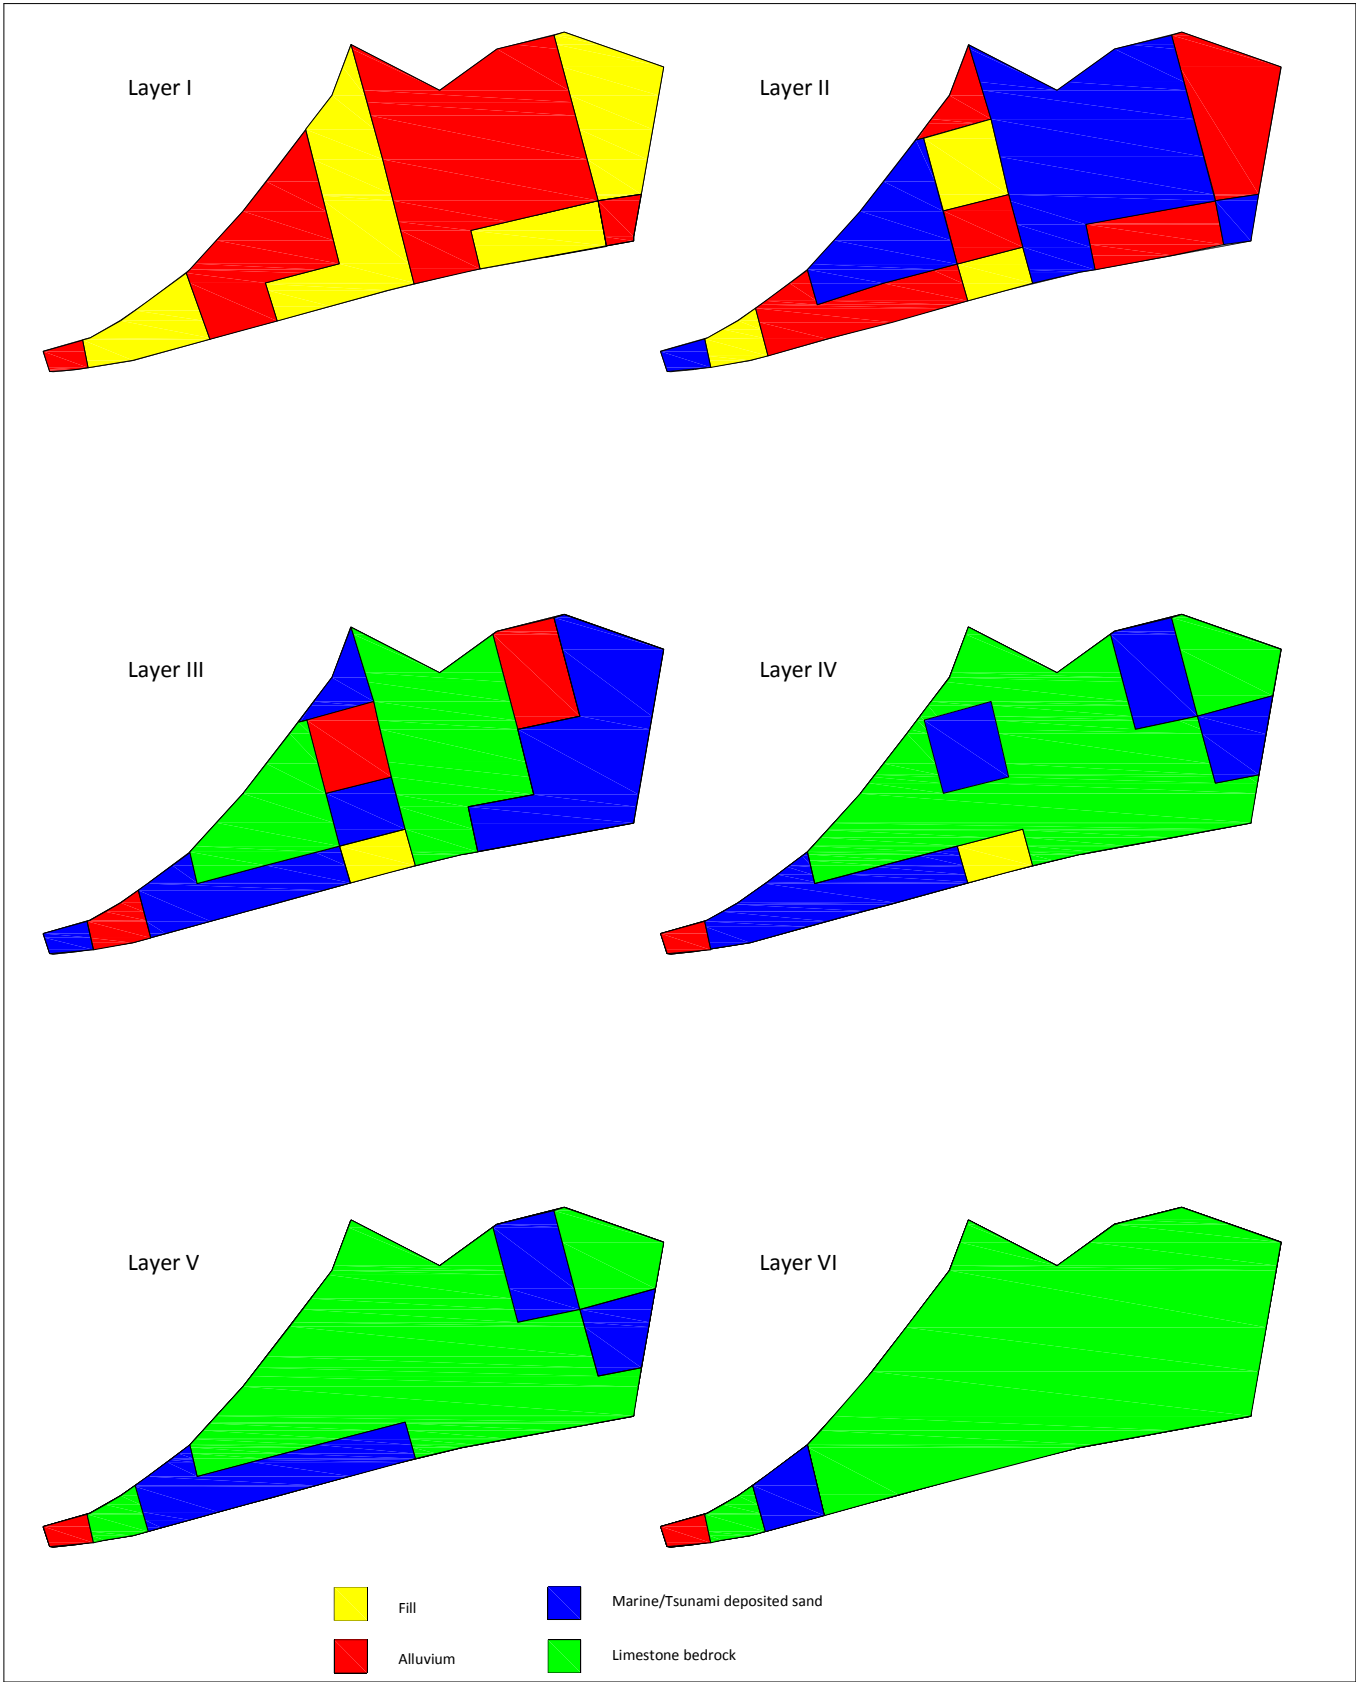 Layer I
Layer II
Layer III
Layer IV
Layer V
Layer VI
Fill
Marine/Tsunami deposited sand
Alluvium
Limestone bedrock